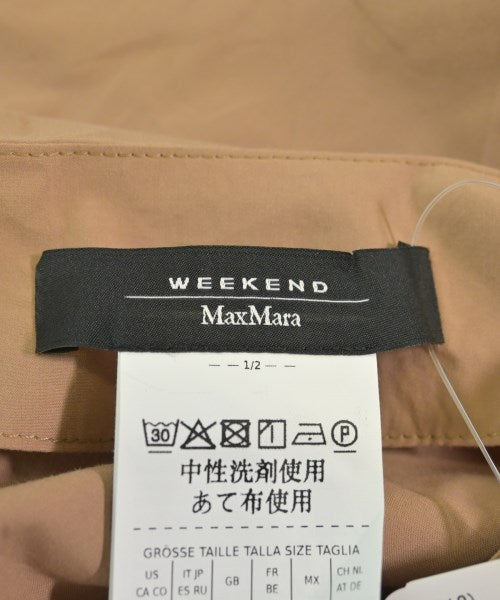 WEEKEND
MaxMara
1/2
30 P
中性洗剤使用
あて布使用
GRÖSSE TAILLE TALLA SIZE TAGLIA
US IT JP FR CH NL
GB MX
CA CO ES RU BE AT DE